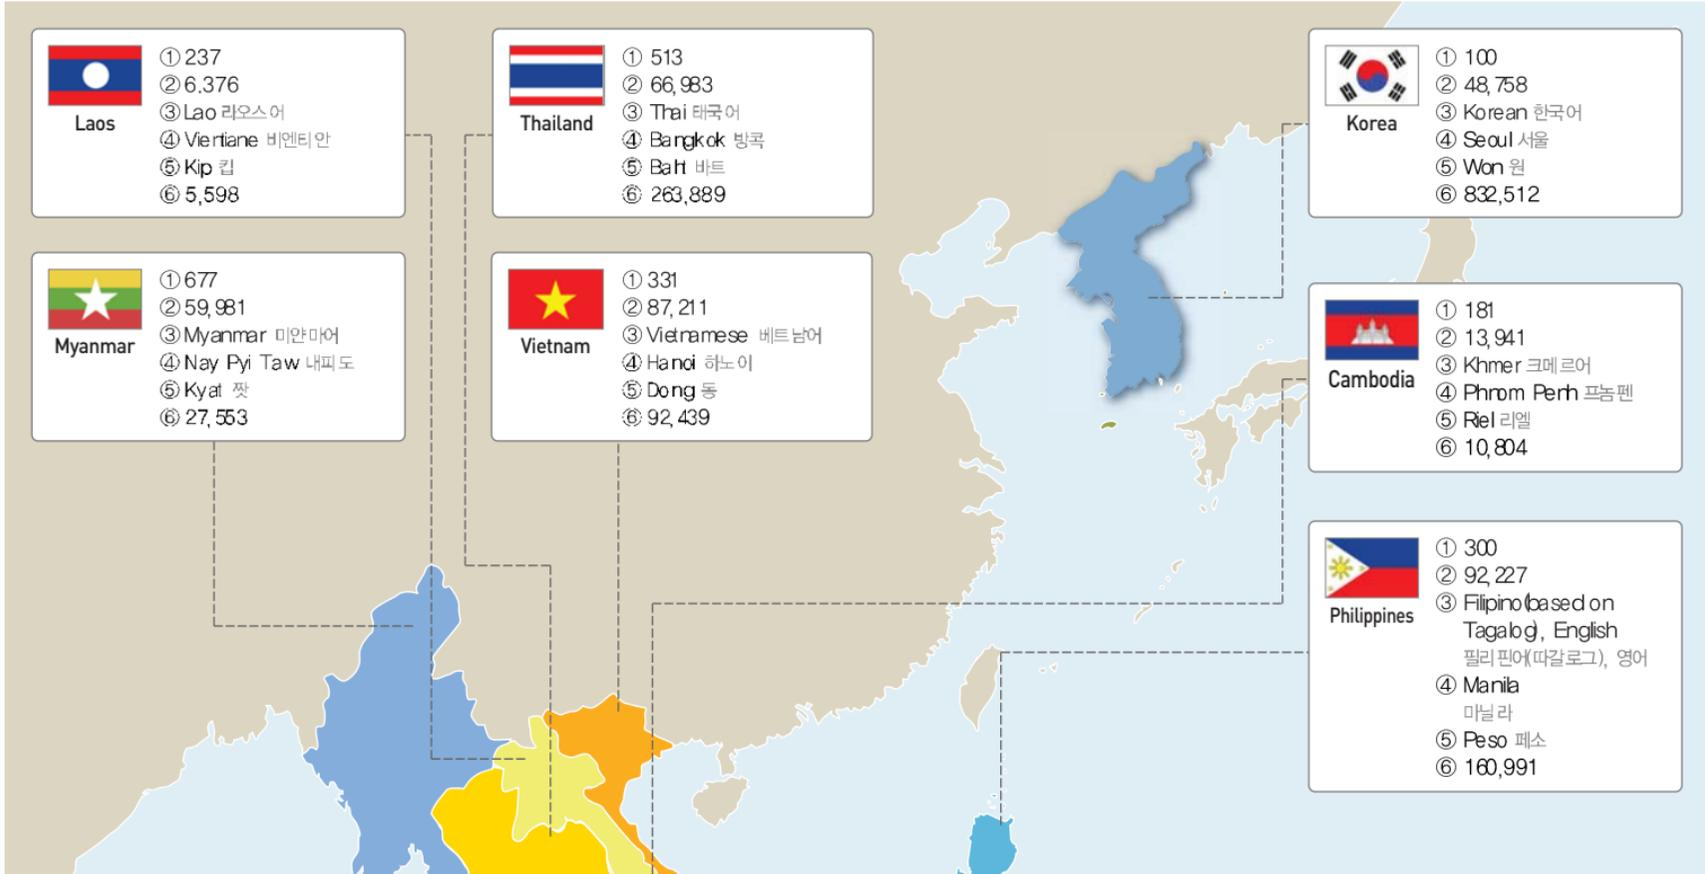 Laos
① 237
② 6.376
③ Lao 라오스어
④ Vientiane 비엔티안
⑤ Kip 킵
⑥ 5,598
Thailand
① 513
② 66,983
③ Thai 태국어
④ Bangkok 방콕
⑤ Baht 바트
⑥ 263,889
Korea
① 100
② 48,758
③ Korean 한국어
④ Seoul 서울
⑤ Won 원
⑥ 832,512
Myanmar
① 677
② 59,981
③ Myanmar 미얀마어
④ Nay Pyi Taw 내피도
⑤ Kyat 짯
⑥ 27,553
Vietnam
① 331
② 87,211
③ Vietnamese 베트남어
④ Hanoi 하노이
⑤ Dong 동
⑥ 92,439
Cambodia
① 181
② 13,941
③ Khmer 크메르어
④ Phnom Penh 프놈펜
⑤ Riel 리엘
⑥ 10,804
Philippines
① 300
② 92,227
③ Filipino(based on
Tagalog), English
필리핀어(따갈로그), 영어
④ Manila
마닐라
⑤ Peso 페소
⑥ 160,991